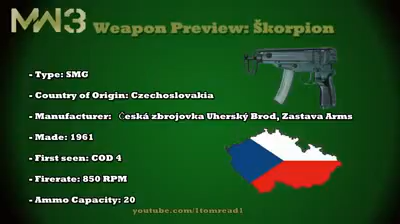 MW3 Weapon Preview: Škorpion
- Type: SMG
- Country of Origin: Czechoslovakia
- Manufacturer: Česká zbrojovka Uherský Brod, Zastava Arms
- Made: 1961
- First seen: COD 4
- Firerate: 850 RPM
- Ammo Capacity: 20
youtube.com/1tomread1